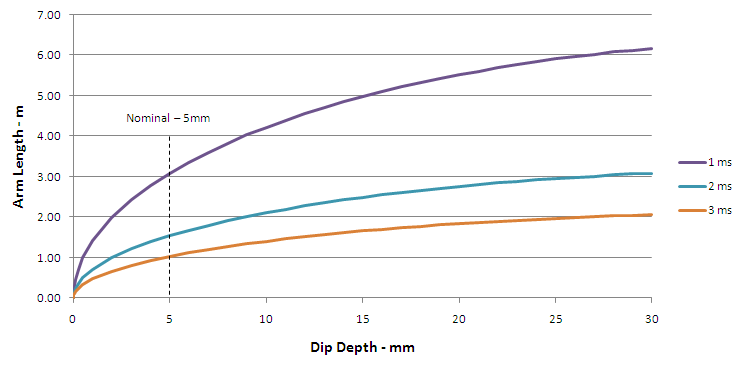 7.00
6.00
5.00
4.00
3.00
2.00
1.00
0.00
Arm Length - m
Nominal – 5mm
1 ms
2 ms
3 ms
0 5 10 15 20 25 30
Dip Depth - mm